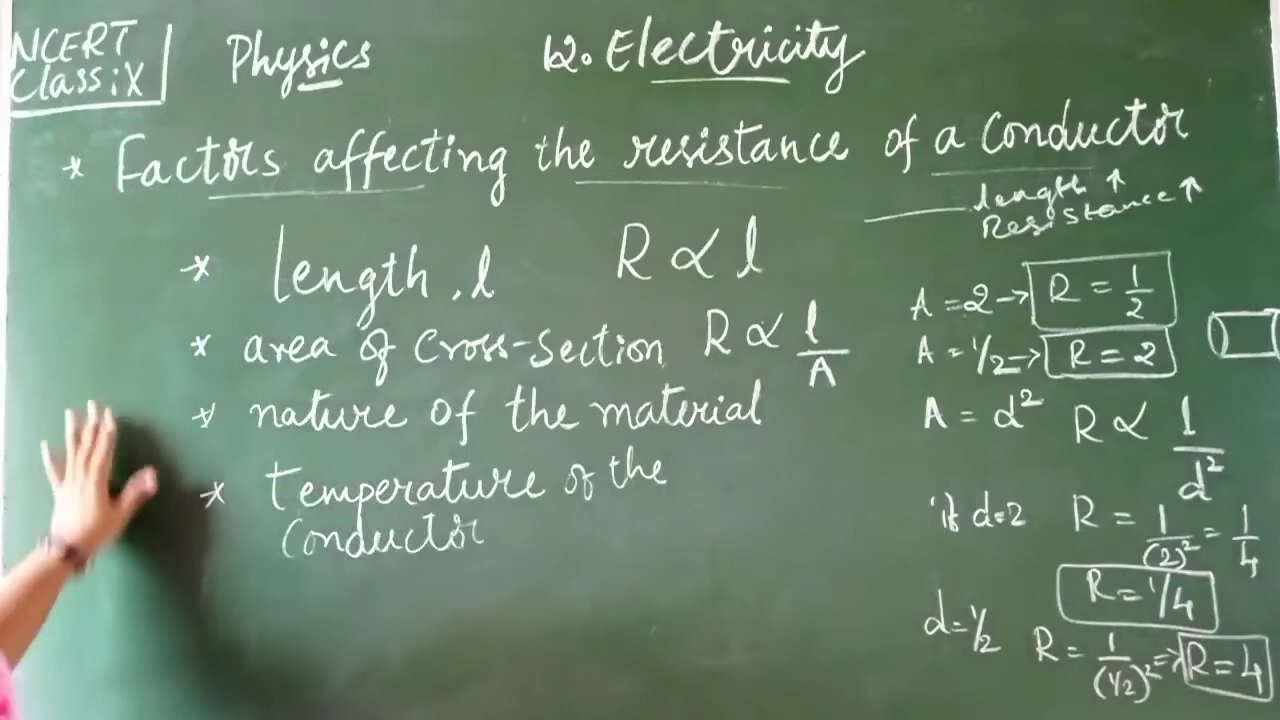 NCERT
Class:iX
Physics
12. Electricity
* Factors affecting the resistance of a Conductor
length ↑
Resistance ↑
* Length, l R ∝ l
* area of Cross-Section R ∝ l/A
* nature of the material
* Temperature of the
Conductor
A = 2 → R = 1/2
A = 1/2 → R = 2
A = d² R ∝ 1/d²
if d=2 R = 1/(2)² = 1/4
R = 1/4
d = 1/2 R = 1/(1/2)² => R = 4